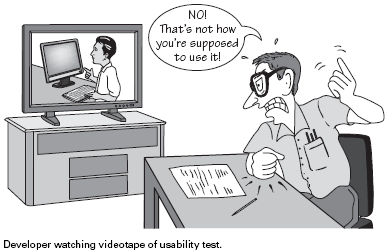 NO!
That's not how
you're supposed
to use it!
Developer watching videotape of usability test.